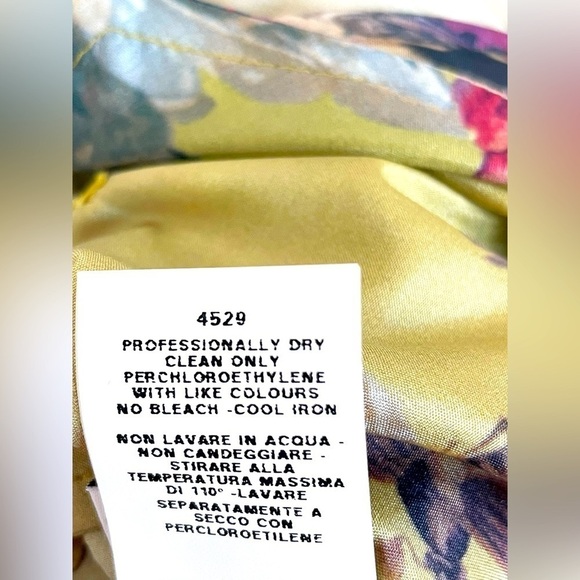 4529
PROFESSIONALLY DRY
CLEAN ONLY
PERCHLOROETHYLENE
WITH LIKE COLOURS
NO BLEACH -COOL IRON
NON LAVARE IN ACQUA -
NON CANDEGGIARE -
STIRARE ALLA
TEMPERATURA MASSIMA
DI 110° -LAVARE
SEPARATAMENTE A
SECCO CON
PERCLOROETILENE